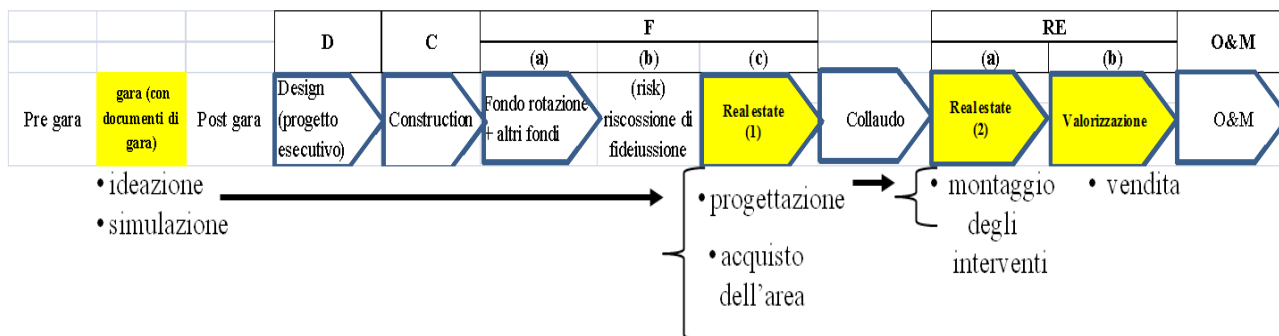 D
C
F
RE
O&M
(a)
(b)
(c)
(a)
(b)
Pre gara
gara (con
documenti di
gara)
Post gara
Design
(progetto
esecutivo)
Construction
Fondo rotazione
+ altri fondi
(risk)
riscossione di
fideiussione
Real estate
(1)
Collaudo
Real estate
(2)
Valorizzazione
O&M
• ideazione
• simulazione
• progettazione
• acquisto
dell'area
• montaggio
degli
interventi
• vendita